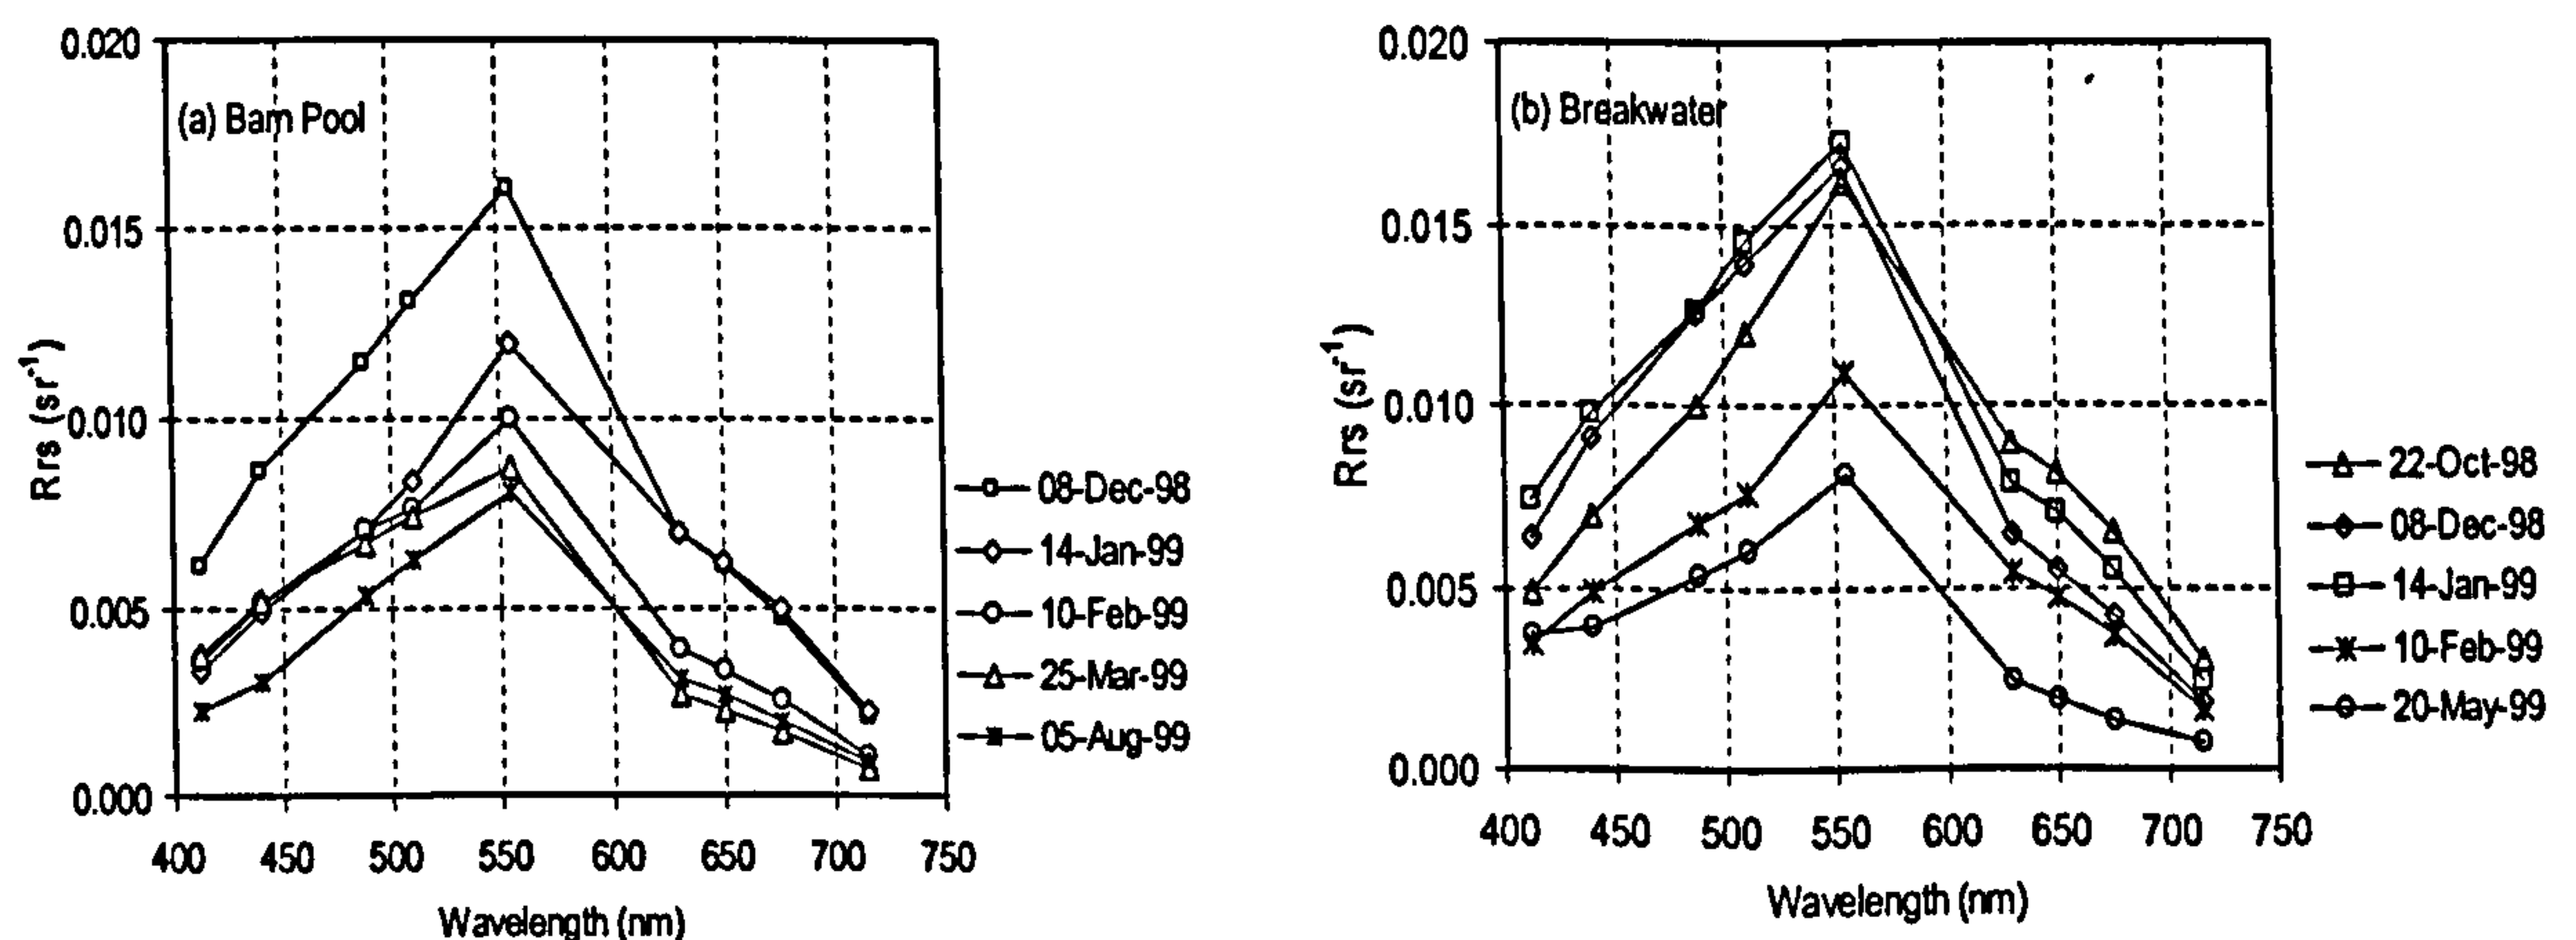 (a) Barn Pool
0.020
0.015
0.010
0.005
0.000
Rrs (sr-1)
400 450 500 550 600 650 700 750
Wavelength (nm)
08-Dec-98
14-Jan-99
10-Feb-99
25-Mar-99
05-Aug-99
(b) Breakwater
0.020
0.015
0.010
0.005
0.000
Rrs (sr-1)
400 450 500 550 600 650 700 750
Wavelength (nm)
22-Oct-98
08-Dec-98
14-Jan-99
10-Feb-99
20-May-99